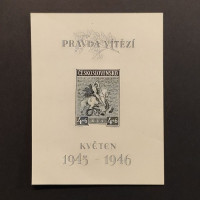 PRAVDA VÍTĚZÍ
ČESKOSLOVENSKO
KVĚTEN
1945 - 1946